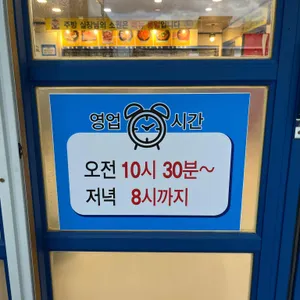 영업 시간
오전 10시 30분~
저녁 8시까지